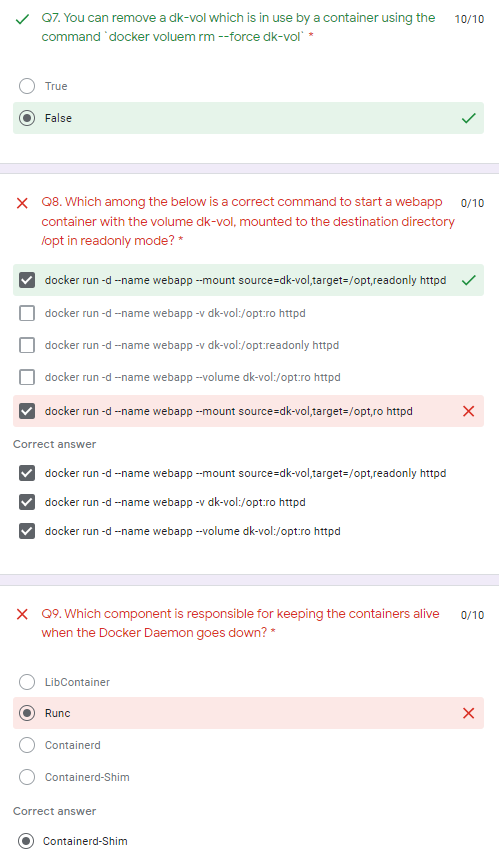 Q7. You can remove a dk-vol which is in use by a container using the 10/10
command `docker voluem rm --force dk-vol` *
True
False
Q8. Which among the below is a correct command to start a webapp 0/10
container with the volume dk-vol, mounted to the destination directory
/opt in readonly mode? *
docker run -d --name webapp --mount source=dk-vol,target=/opt,readonly httpd
docker run -d --name webapp -v dk-vol:/opt:ro httpd
docker run -d --name webapp -v dk-vol:/opt:readonly httpd
docker run -d --name webapp --volume dk-vol:/opt:ro httpd
docker run -d --name webapp --mount source=dk-vol,target=/opt,ro httpd
Correct answer
docker run -d --name webapp --mount source=dk-vol,target=/opt,readonly httpd
docker run -d --name webapp -v dk-vol:/opt:ro httpd
docker run -d --name webapp --volume dk-vol:/opt:ro httpd
Q9. Which component is responsible for keeping the containers alive 0/10
when the Docker Daemon goes down? *
LibContainer
Runc
Containerd
Containerd-Shim
Correct answer
Containerd-Shim